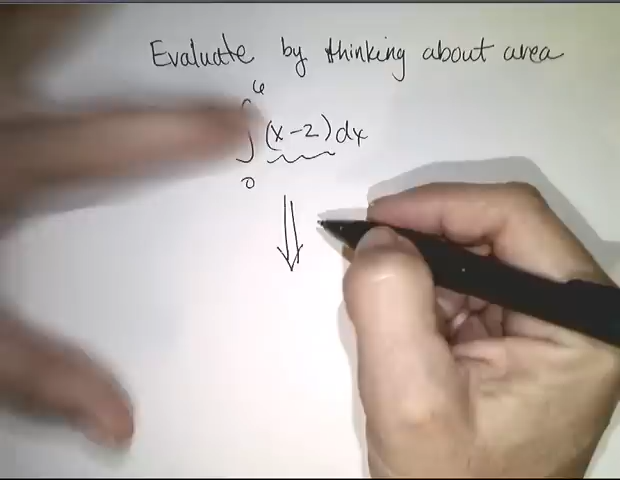 Evaluate by thinking about area
∫₀⁶ (x-2) dx